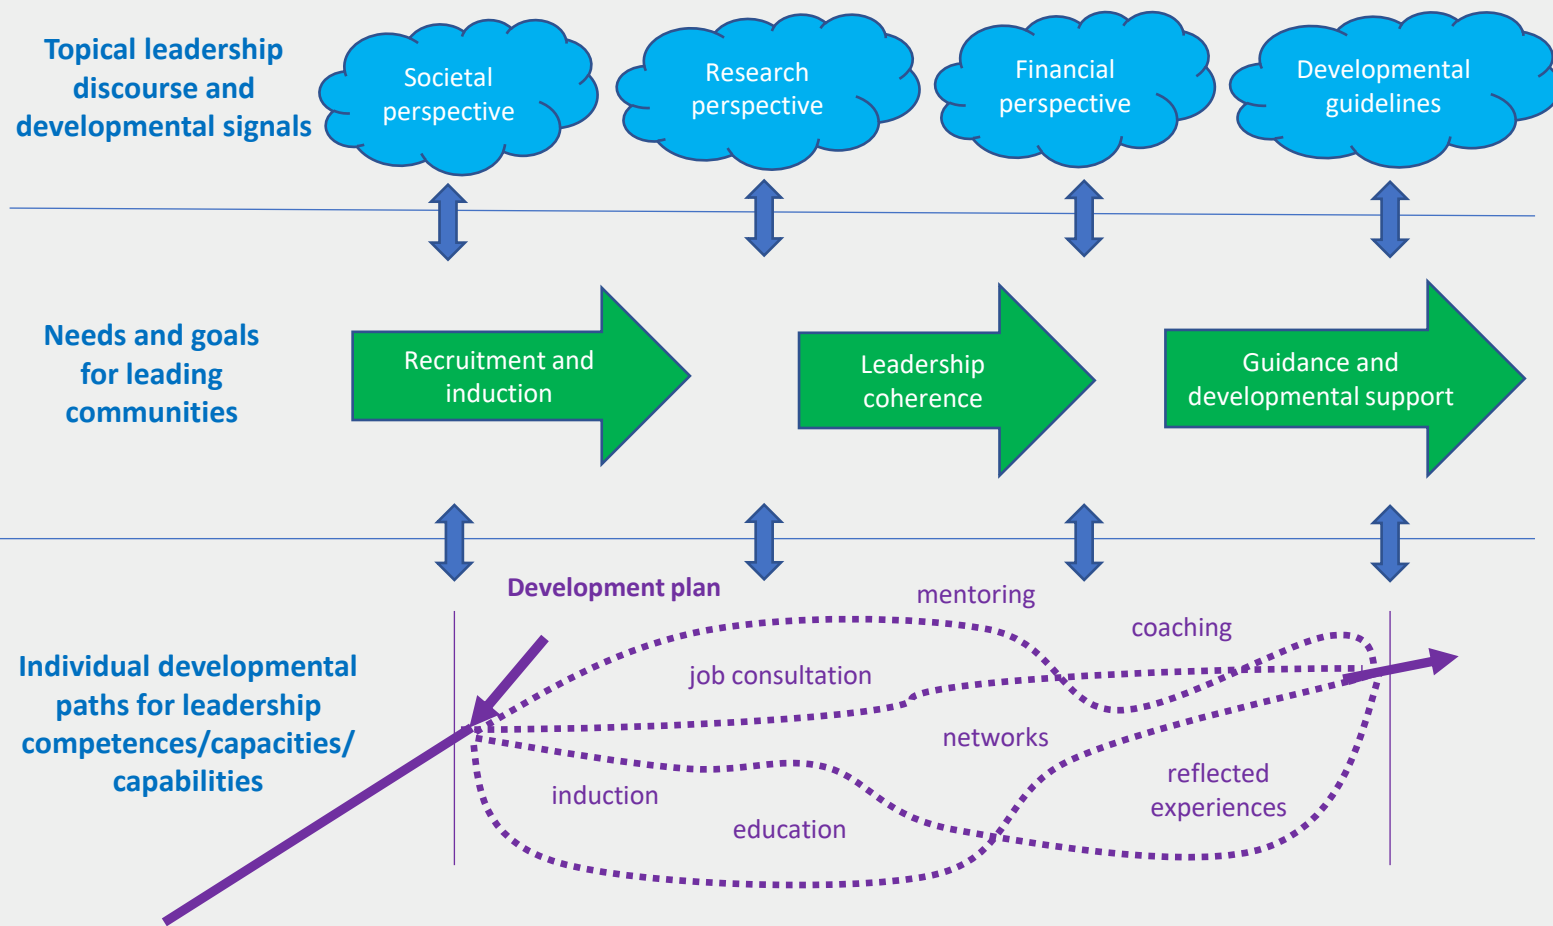 Topical leadership
discourse and
developmental signals
Societal
perspective
Research
perspective
Financial
perspective
Developmental
guidelines
Needs and goals
for leading
communities
Recruitment and
induction
Leadership
coherence
Guidance and
developmental support
Individual developmental
paths for leadership
competences/capacities/
capabilities
Development plan
mentoring
coaching
job consultation
networks
induction
education
reflected
experiences